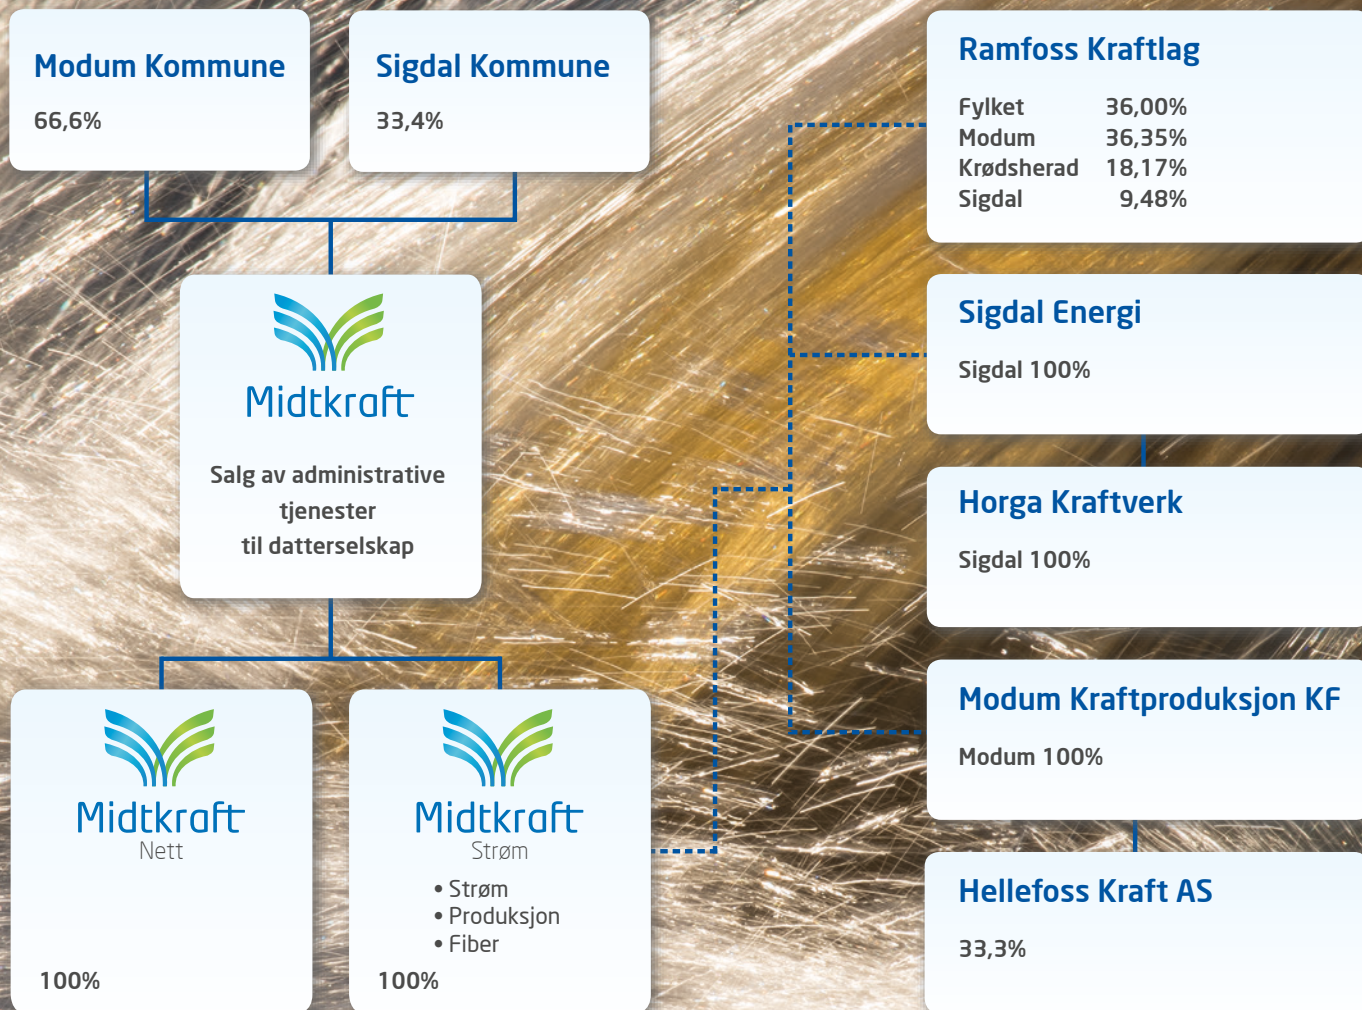 Modum Kommune
66,6%
Sigdal Kommune
33,4%
Midtkraft
Salg av administrative
tjenester
til datterselskap
Midtkraft
Nett
100%
Midtkraft
Strøm
• Strøm
• Produksjon
• Fiber
100%
Ramfoss Kraftlag
Fylket 36,00%
Modum 36,35%
Krødsherad 18,17%
Sigdal 9,48%
Sigdal Energi
Sigdal 100%
Horga Kraftverk
Sigdal 100%
Modum Kraftproduksjon KF
Modum 100%
Hellefoss Kraft AS
33,3%